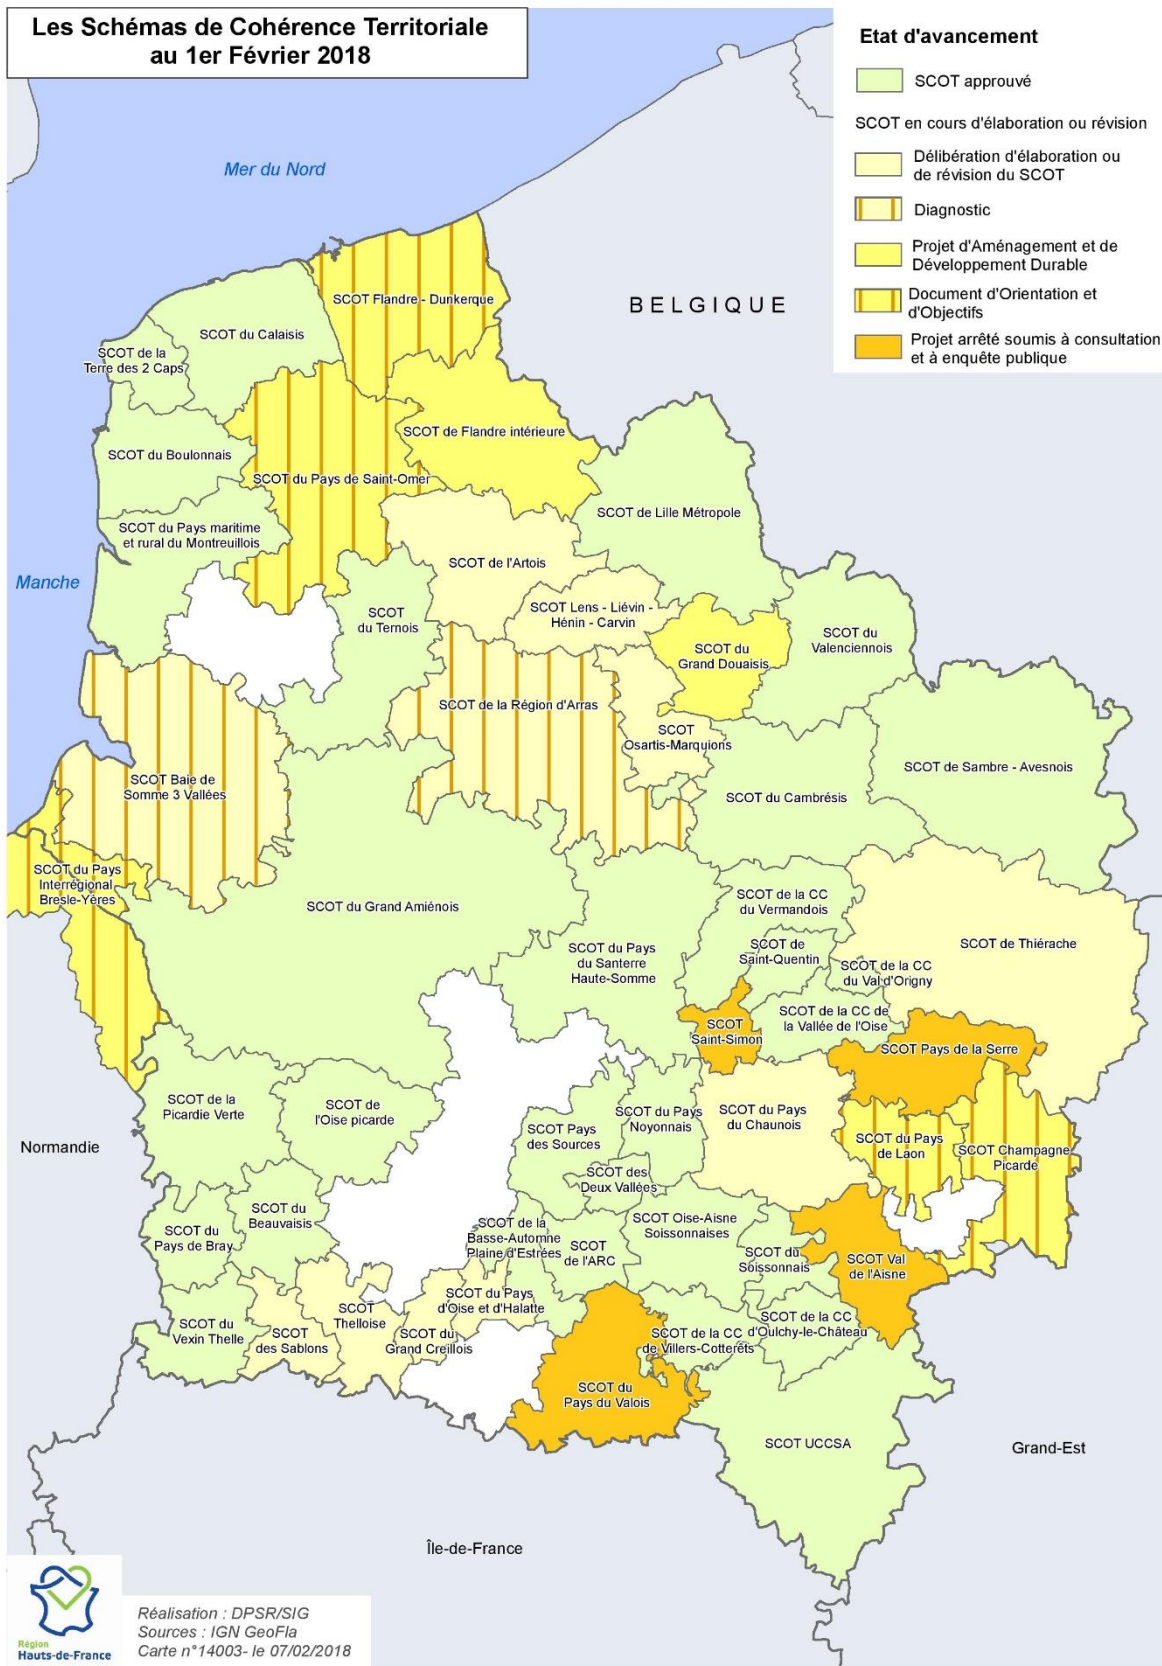 Les Schémas de Cohérence Territoriale
au 1er Février 2018
Etat d'avancement
SCOT approuvé
SCOT en cours d'élaboration ou révision
Délibération d'élaboration ou
de révision du SCOT
Diagnostic
Projet d'Aménagement et de
Développement Durable
Document d'Orientation et
d'Objectifs
Projet arrêté soumis à consultation
et à enquête publique
Mer du Nord
BELGIQUE
SCOT Flandre - Dunkerque
SCOT du Calaisis
SCOT de la
Terre des 2 Caps
SCOT de Flandre intérieure
SCOT du Boulonnais
SCOT du Pays de Saint-Omer
SCOT de Lille Métropole
SCOT du Pays maritime
et rural du Montreuillois
SCOT de l'Artois
Manche
SCOT Lens - Liévin -
Hénin - Carvin
SCOT
du Ternois
SCOT du
Valenciennois
SCOT du
Grand Douaisis
SCOT de la Région d'Arras
SCOT
Osartis-Marquions
SCOT de Sambre - Avesnois
SCOT Baie de
Somme 3 Vallées
SCOT du Cambrésis
SCOT du Pays
Interrégional
Bresle-Yères
SCOT du Grand Amiénois
SCOT de la CC
du Vermandois
SCOT de
Saint-Quentin
SCOT de Thiérache
SCOT du Pays
du Santerre
Haute-Somme
SCOT de la CC
du Val d'Origny
SCOT de la CC de
la Vallée de l'Oise
SCOT
Saint-Simon
SCOT Pays de la Serre
SCOT de la
Picardie Verte
SCOT de
l'Oise picarde
SCOT Pays
des Sources
SCOT du Pays
Noyonnais
SCOT du Pays
du Chaunois
SCOT du Pays
de Laon
SCOT Champagne
Picarde
Normandie
SCOT des
Deux Vallées
SCOT du
Beauvaisis
SCOT du
Pays de Bray
SCOT de la
Basse-Automne
Plaine d'Estrées
SCOT
de l'ARC
SCOT Oise-Aisne
Soissonnaises
SCOT du
Soissonnais
SCOT Val
de l'Aisne
SCOT du
Vexin Thelle
SCOT
des Sablons
SCOT
Thelloise
SCOT du Pays
d'Oise et d'Halatte
SCOT du
Grand Creillois
SCOT de la CC
de Villers-Cotterêts
SCOT de la CC
d'Oulchy-le-Château
SCOT du
Pays du Valois
SCOT UCCSA
Grand-Est
Île-de-France
Région
Hauts-de-France
Réalisation : DPSR/SIG
Sources : IGN GeoFla
Carte n°14003- le 07/02/2018